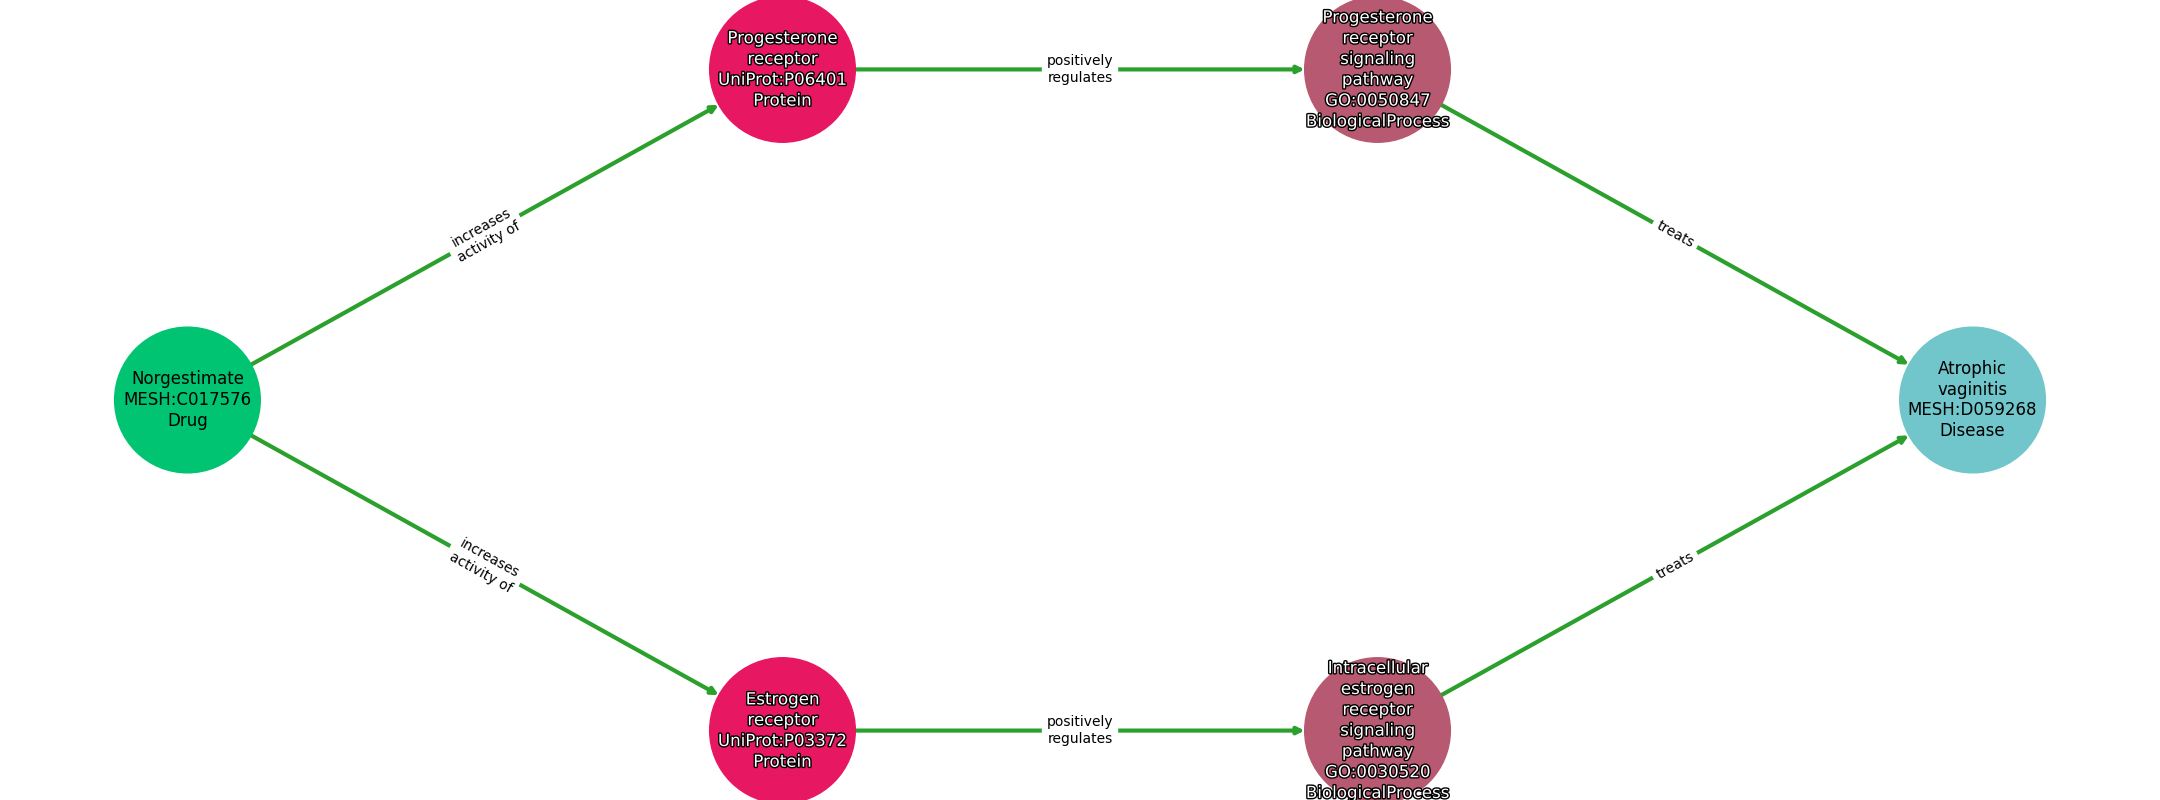 Progesterone
receptor
UniProt:P06401
Protein
positively
regulates
Progesterone
receptor
signaling
pathway
GO:0050847
BiologicalProcess
increases
activity of
treats
Norgestimate
MESH:C017576
Drug
Atrophic
vaginitis
MESH:D059268
Disease
increases
activity of
treats
Estrogen
receptor
UniProt:P03372
Protein
positively
regulates
Intracellular
estrogen
receptor
signaling
pathway
GO:0030520
BiologicalProcess